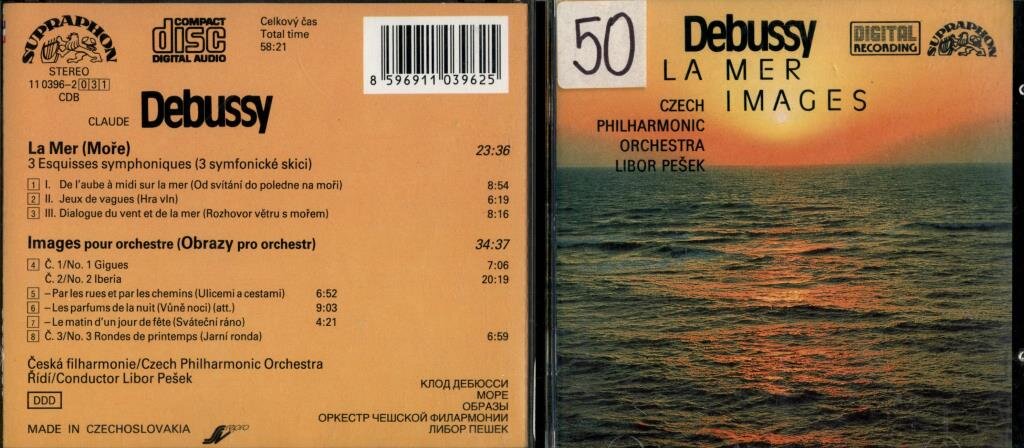 SUPRAPHON
STEREO
11 0396-2 031
CDB
COMPACT
disc
DIGITAL AUDIO
Celkový čas
Total time
58:21
8 596911 039625
CLAUDE Debussy
La Mer (Moře) 23:36
3 Esquisses symphoniques (3 symfonické skici)
1 I. De l'aube à midi sur la mer (Od svítání do poledne na moři) 8:54
2 II. Jeux de vagues (Hra vln) 6:19
3 III. Dialogue du vent et de la mer (Rozhovor větru s mořem) 8:16
Images pour orchestre (Obrazy pro orchestr) 34:37
4 Č. 1/No. 1 Gigues 7:06
Č. 2/No. 2 Iberia 20:19
5 –Par les rues et par les chemins (Ulicemi a cestami) 6:52
6 –Les parfums de la nuit (Vůně noci) (att.) 9:03
7 –Le matin d'un jour de fête (Sváteční ráno) 4:21
8 Č. 3/No. 3 Rondes de printemps (Jarní ronda) 6:59
Česká filharmonie/Czech Philharmonic Orchestra
Řídí/Conductor Libor Pešek
DDD
MADE IN CZECHOSLOVAKIA
КЛОД ДЕБЮССИ
МОРЕ
ОБРАЗЫ
ОРКЕСТР ЧЕШСКОЙ ФИЛАРМОНИИ
ЛИБОР ПЕШЕК
50
Debussy
LA MER
IMAGES
DIGITAL
RECORDING
SUPRAPHON
CZECH
PHILHARMONIC
ORCHESTRA
LIBOR PEŠEK